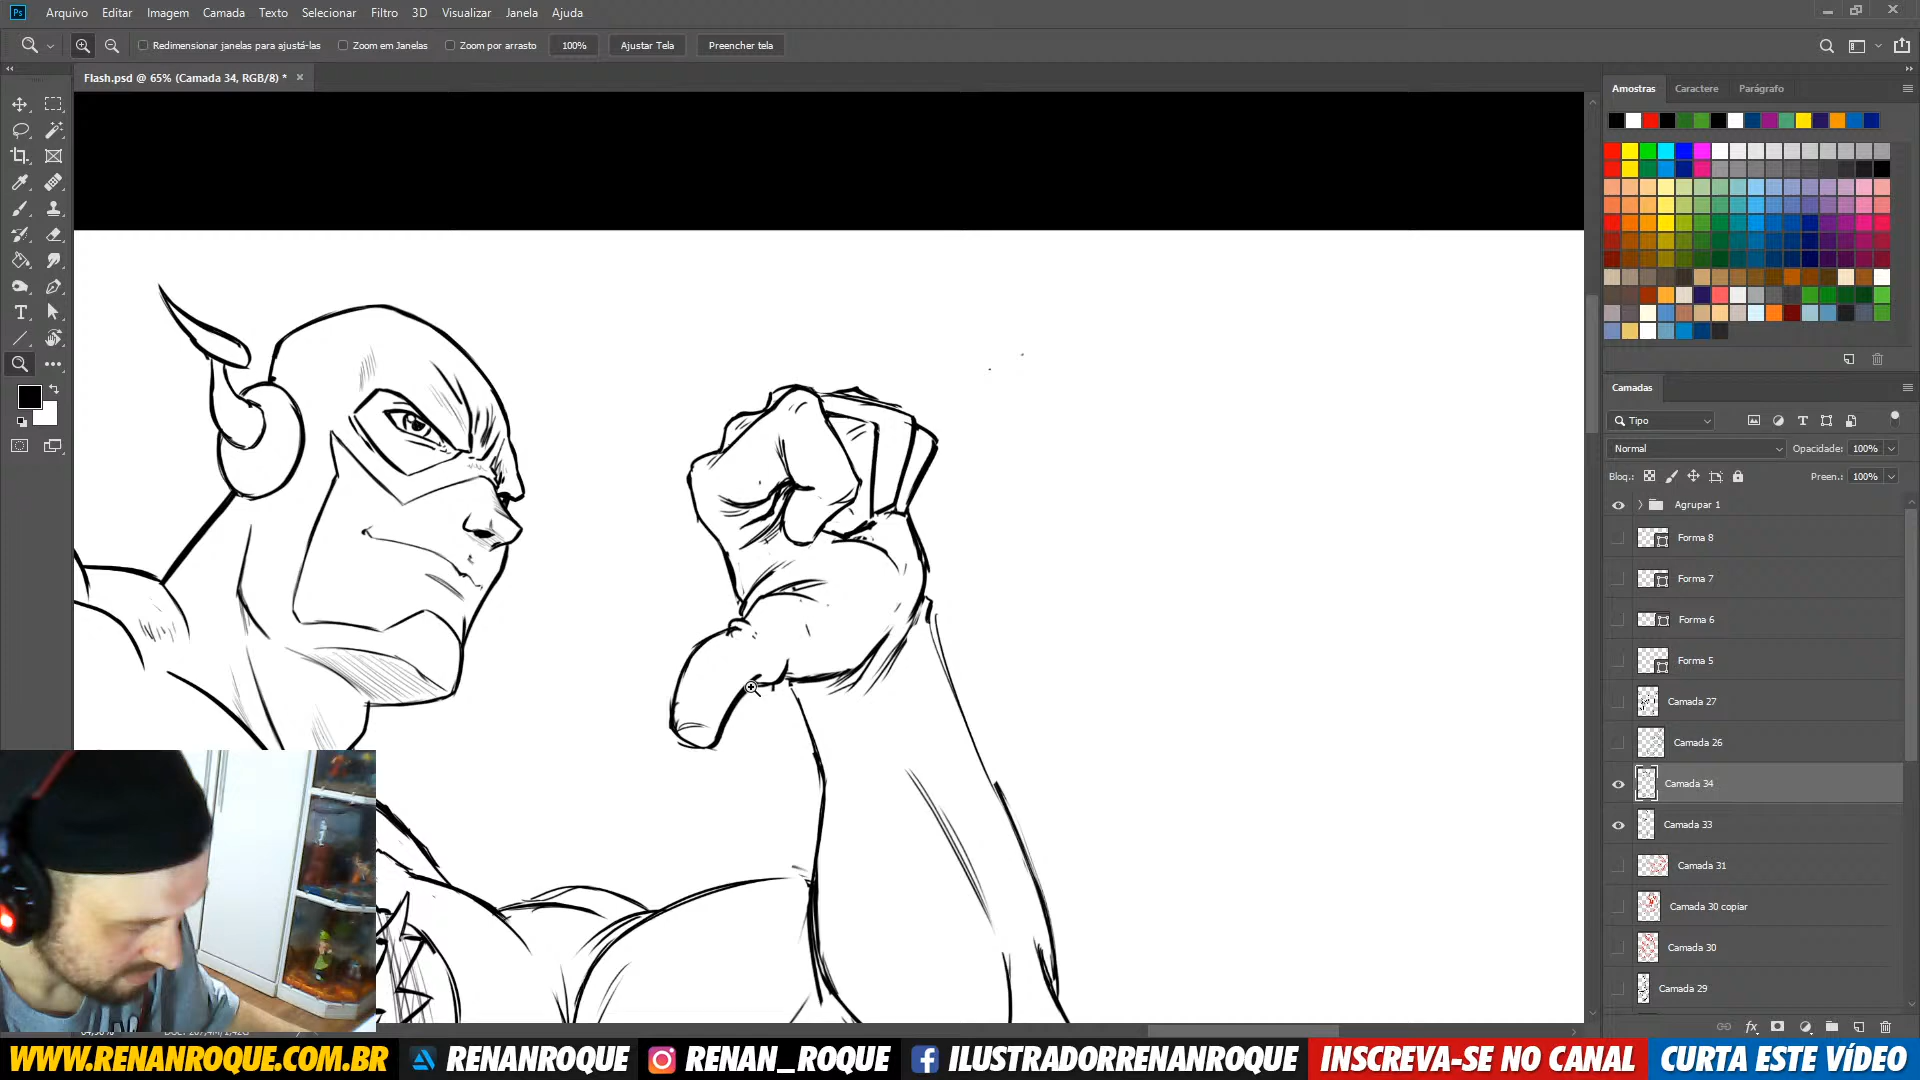 Ps Arquivo Editar Imagem Camada Texto Selecionar Filtro 3D Visualizar Janela Ajuda
Redimensionar janelas para ajustá-las Zoom em Janelas Zoom por arrasto 100% Ajustar Tela Preencher tela
Flash.psd @ 65% (Camada 34, RGB/8) *
Amostras Caractere Parágrafo
Camadas
Tipo
Normal Opacidade: 100%
Bloq.: Preen.: 100%
Agrupar 1
Forma 8
Forma 7
Forma 6
Forma 5
Camada 27
Camada 26
Camada 34
Camada 33
Camada 31
Camada 30 copiar
Camada 30
Camada 29
WWW.RENANROQUE.COM.BR RENANROQUE RENAN__ROQUE ILUSTRADORRENANROQUE INSCREVA-SE NO CANAL CURTA ESTE VÍDEO